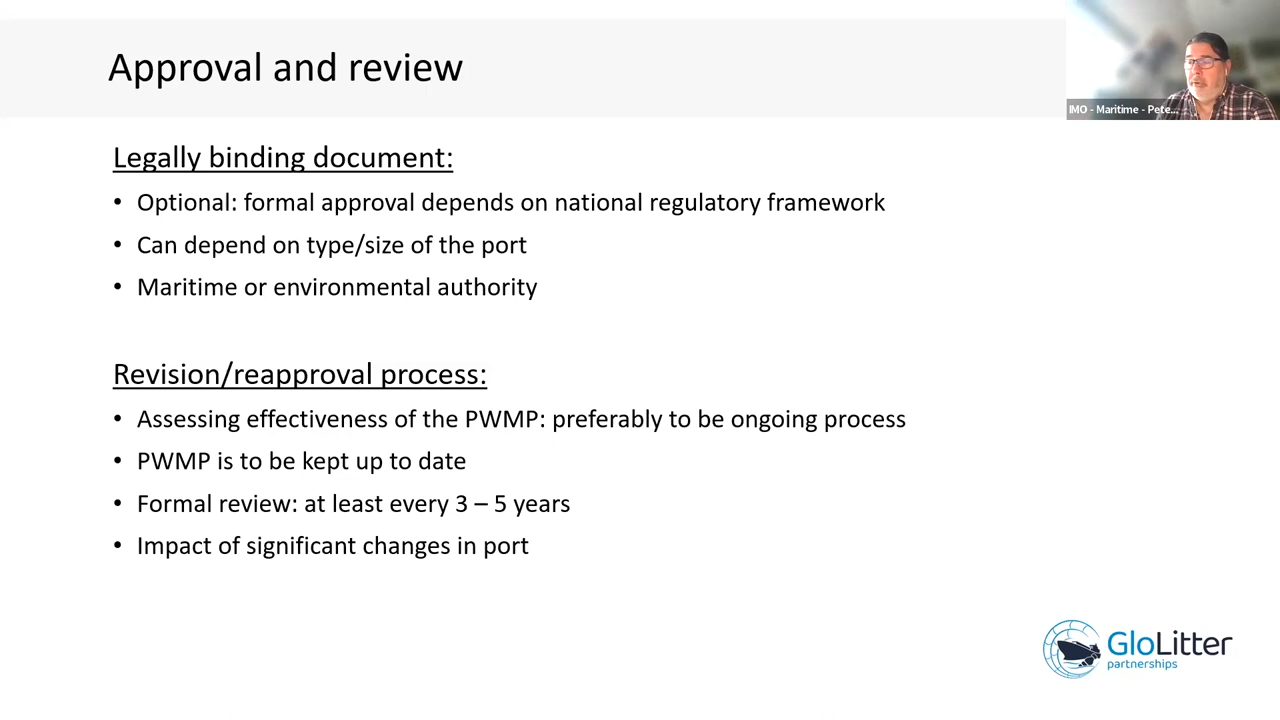 Approval and review
IMO - Maritime - Pete...
Legally binding document:
• Optional: formal approval depends on national regulatory framework
• Can depend on type/size of the port
• Maritime or environmental authority
Revision/reapproval process:
• Assessing effectiveness of the PWMP: preferably to be ongoing process
• PWMP is to be kept up to date
• Formal review: at least every 3 – 5 years
• Impact of significant changes in port
GloLitter
partnerships